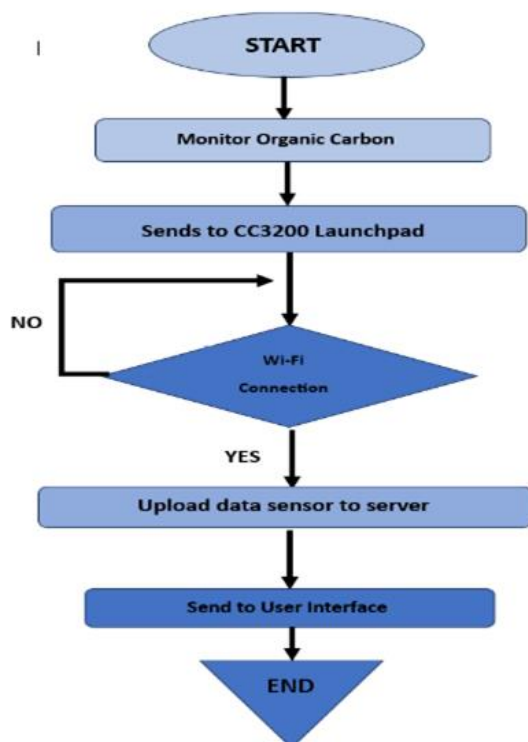 START
Monitor Organic Carbon
Sends to CC3200 Launchpad
NO
Wi-Fi
Connection
YES
Upload data sensor to server
Send to User Interface
END